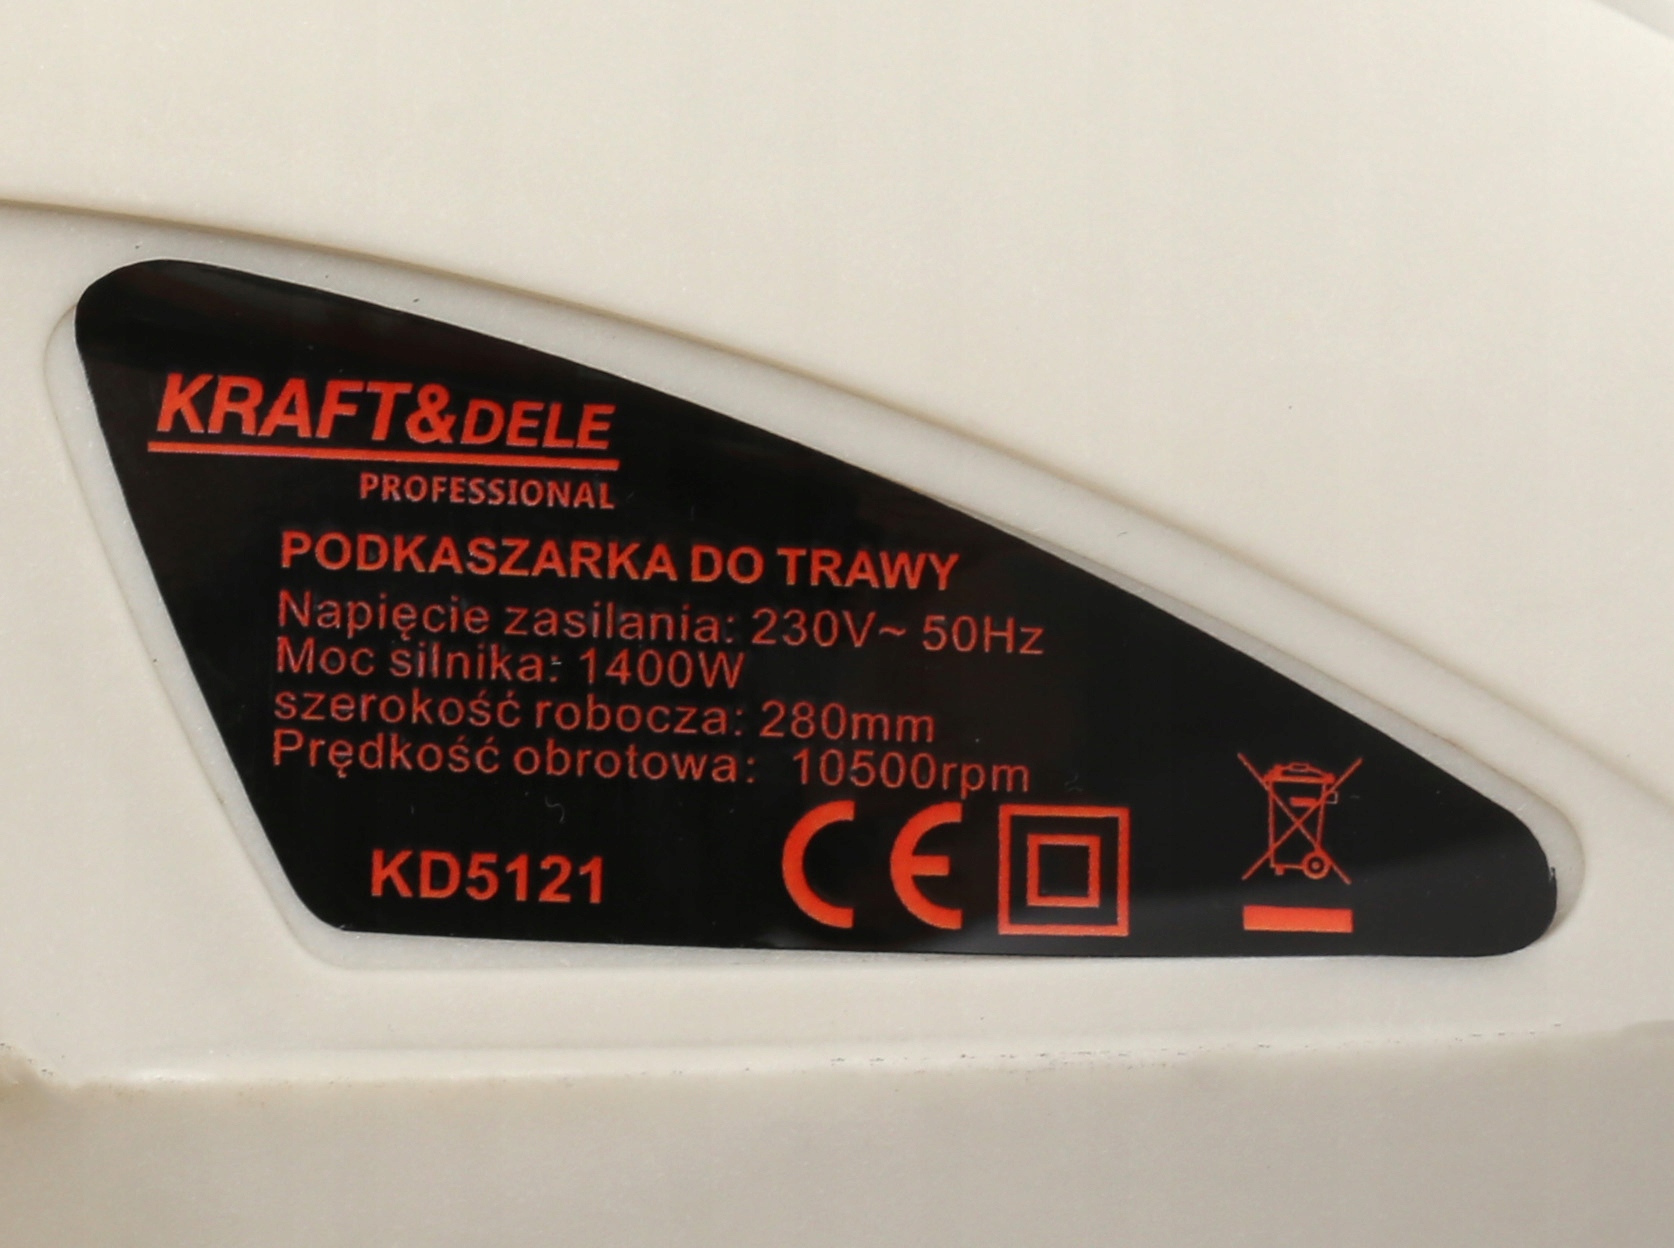 KRAFT&DELE
PROFESSIONAL
PODKASZARKA DO TRAWY
Napięcie zasilania: 230V~ 50Hz
Moc silnika: 1400W
szerokość robocza: 280mm
Prędkość obrotowa: 10500rpm
KD5121 CE